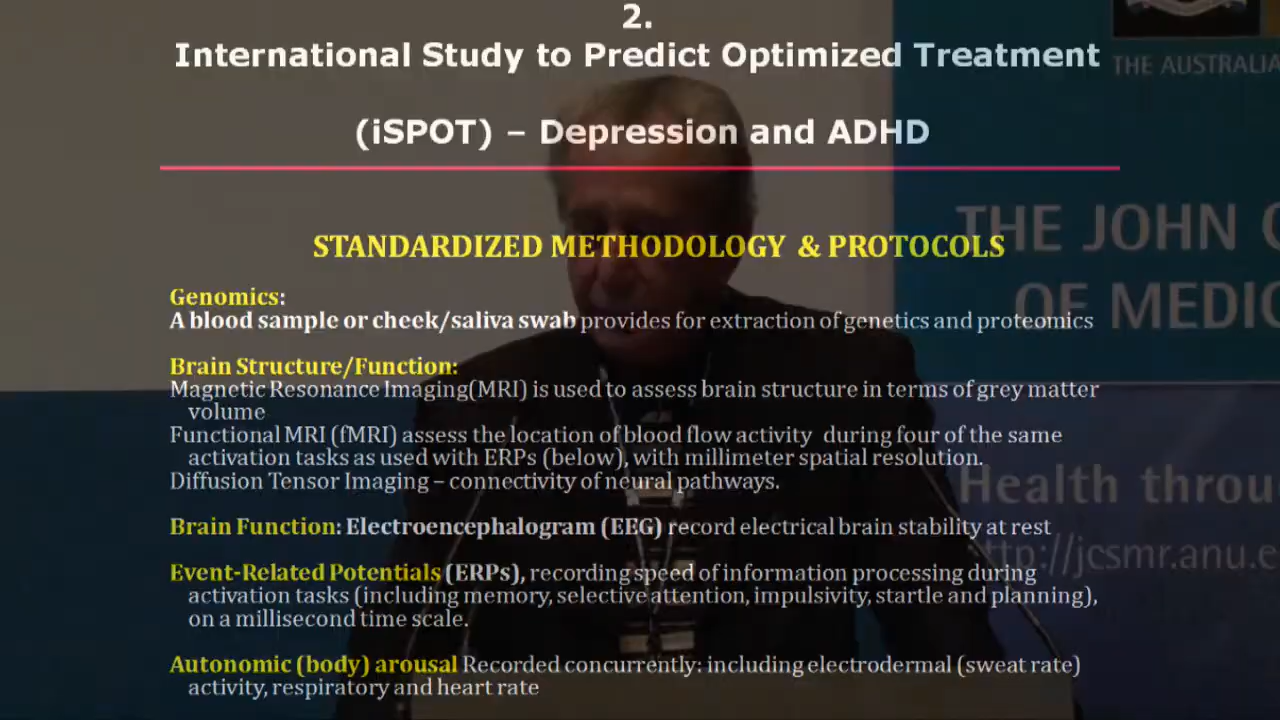 2.
International Study to Predict Optimized Treatment
(iSPOT) – Depression and ADHD
THE AUSTRALIA
STANDARDIZED METHODOLOGY & PROTOCOLS
THE JOHN
OF MEDIC
Genomics:
A blood sample or cheek/saliva swab provides for extraction of genetics and proteomics
Brain Structure/Function:
Magnetic Resonance Imaging(MRI) is used to assess brain structure in terms of grey matter
volume
Functional MRI (fMRI) assess the location of blood flow activity during four of the same
activation tasks as used with ERPs (below), with millimeter spatial resolution.
Diffusion Tensor Imaging – connectivity of neural pathways.
Health throu
Brain Function: Electroencephalogram (EEG) record electrical brain stability at rest
http://jcsmr.anu.e
Event-Related Potentials (ERPs), recording speed of information processing during
activation tasks (including memory, selective attention, impulsivity, startle and planning),
on a millisecond time scale.
Autonomic (body) arousal Recorded concurrently: including electrodermal (sweat rate)
activity, respiratory and heart rate